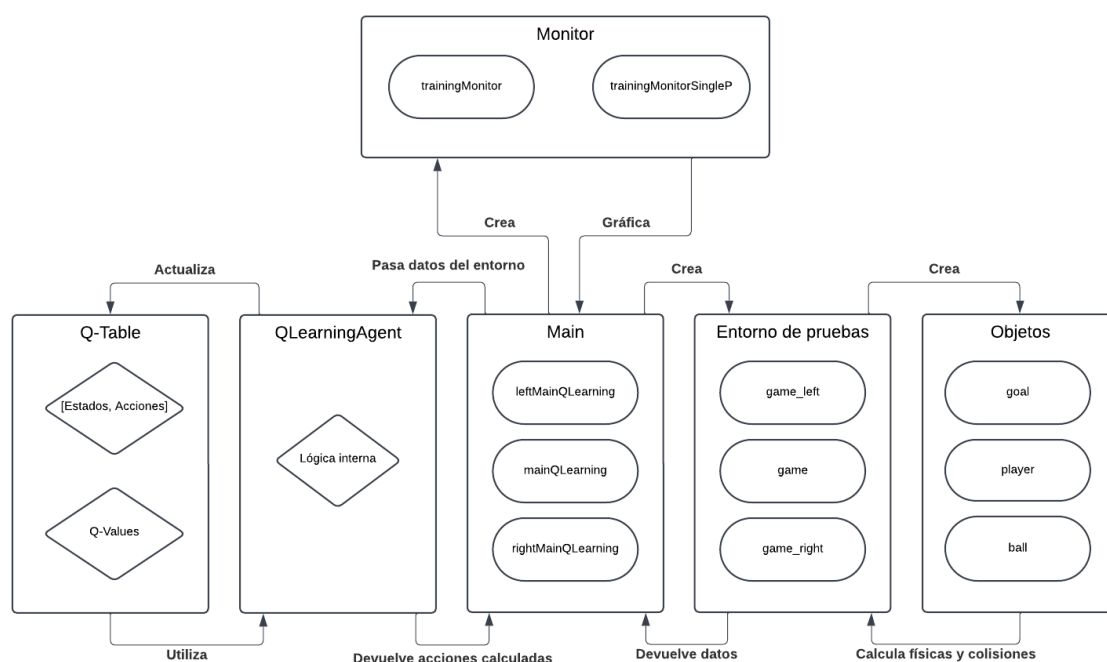 Monitor
trainingMonitor
trainingMonitorSingleP
Crea
Gráfica
Actualiza
Pasa datos del entorno
Crea
Crea
Q-Table
QLearningAgent
Main
Entorno de pruebas
Objetos
[Estados, Acciones]
Lógica interna
Q-Values
leftMainQLearning
mainQLearning
rightMainQLearning
game_left
game
game_right
goal
player
ball
Utiliza
Devuelve acciones calculadas
Devuelve datos
Calcula físicas y colisiones